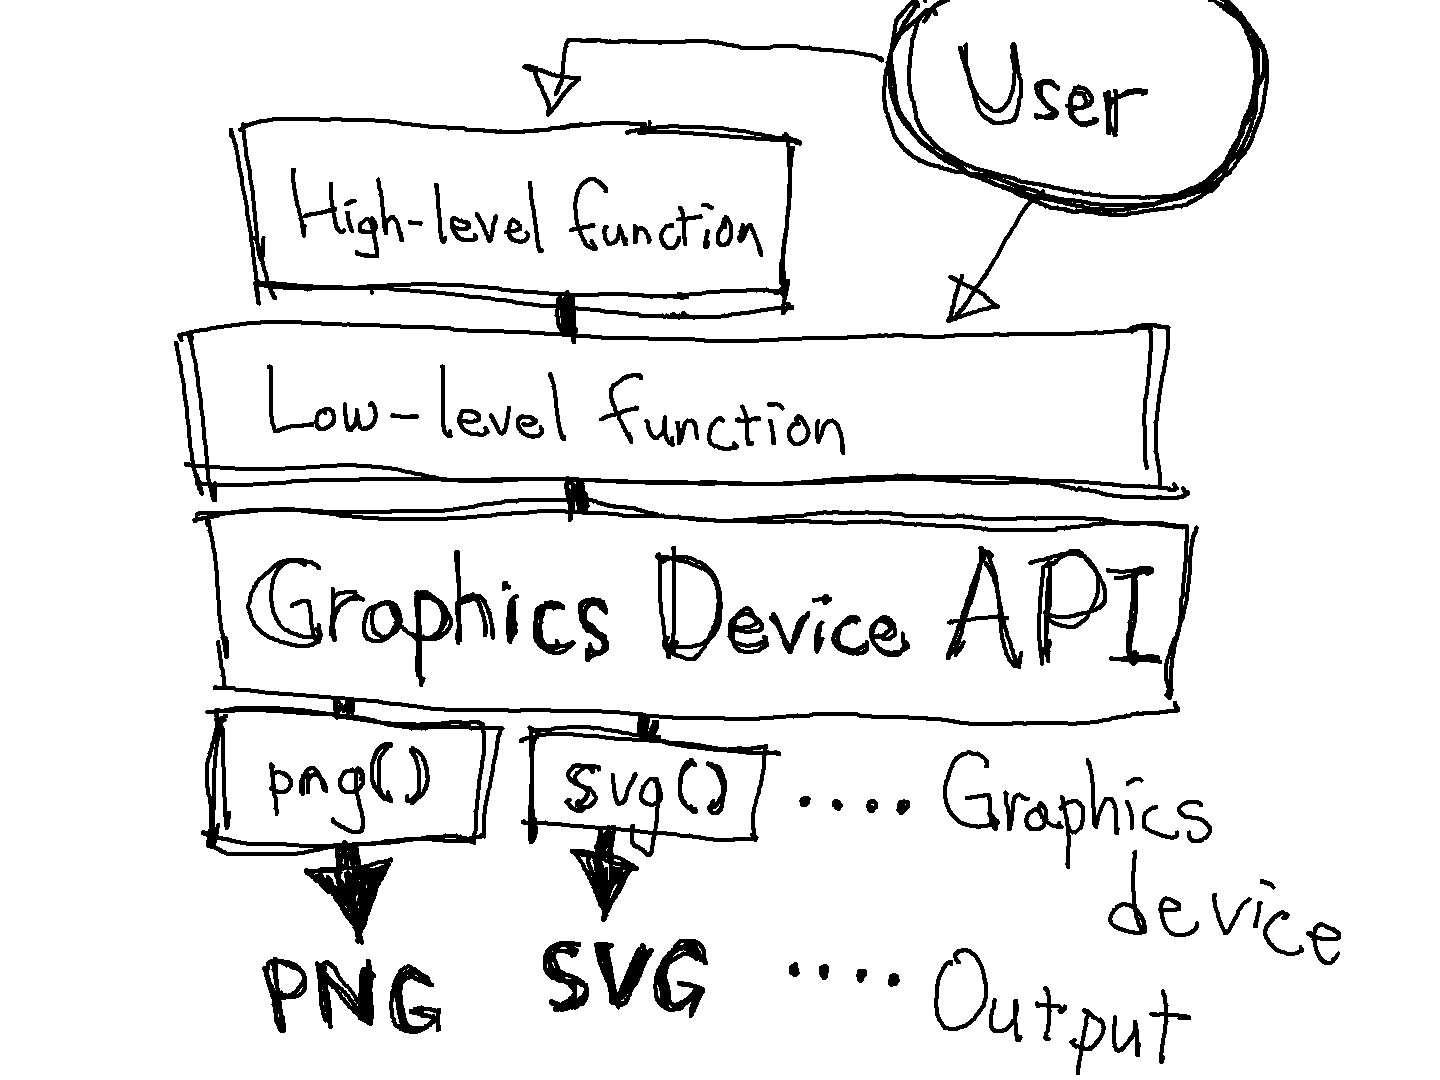 User
High-level function
Low-level function
Graphics Device API
png() svg() .... Graphics
device
PNG SVG .... Output